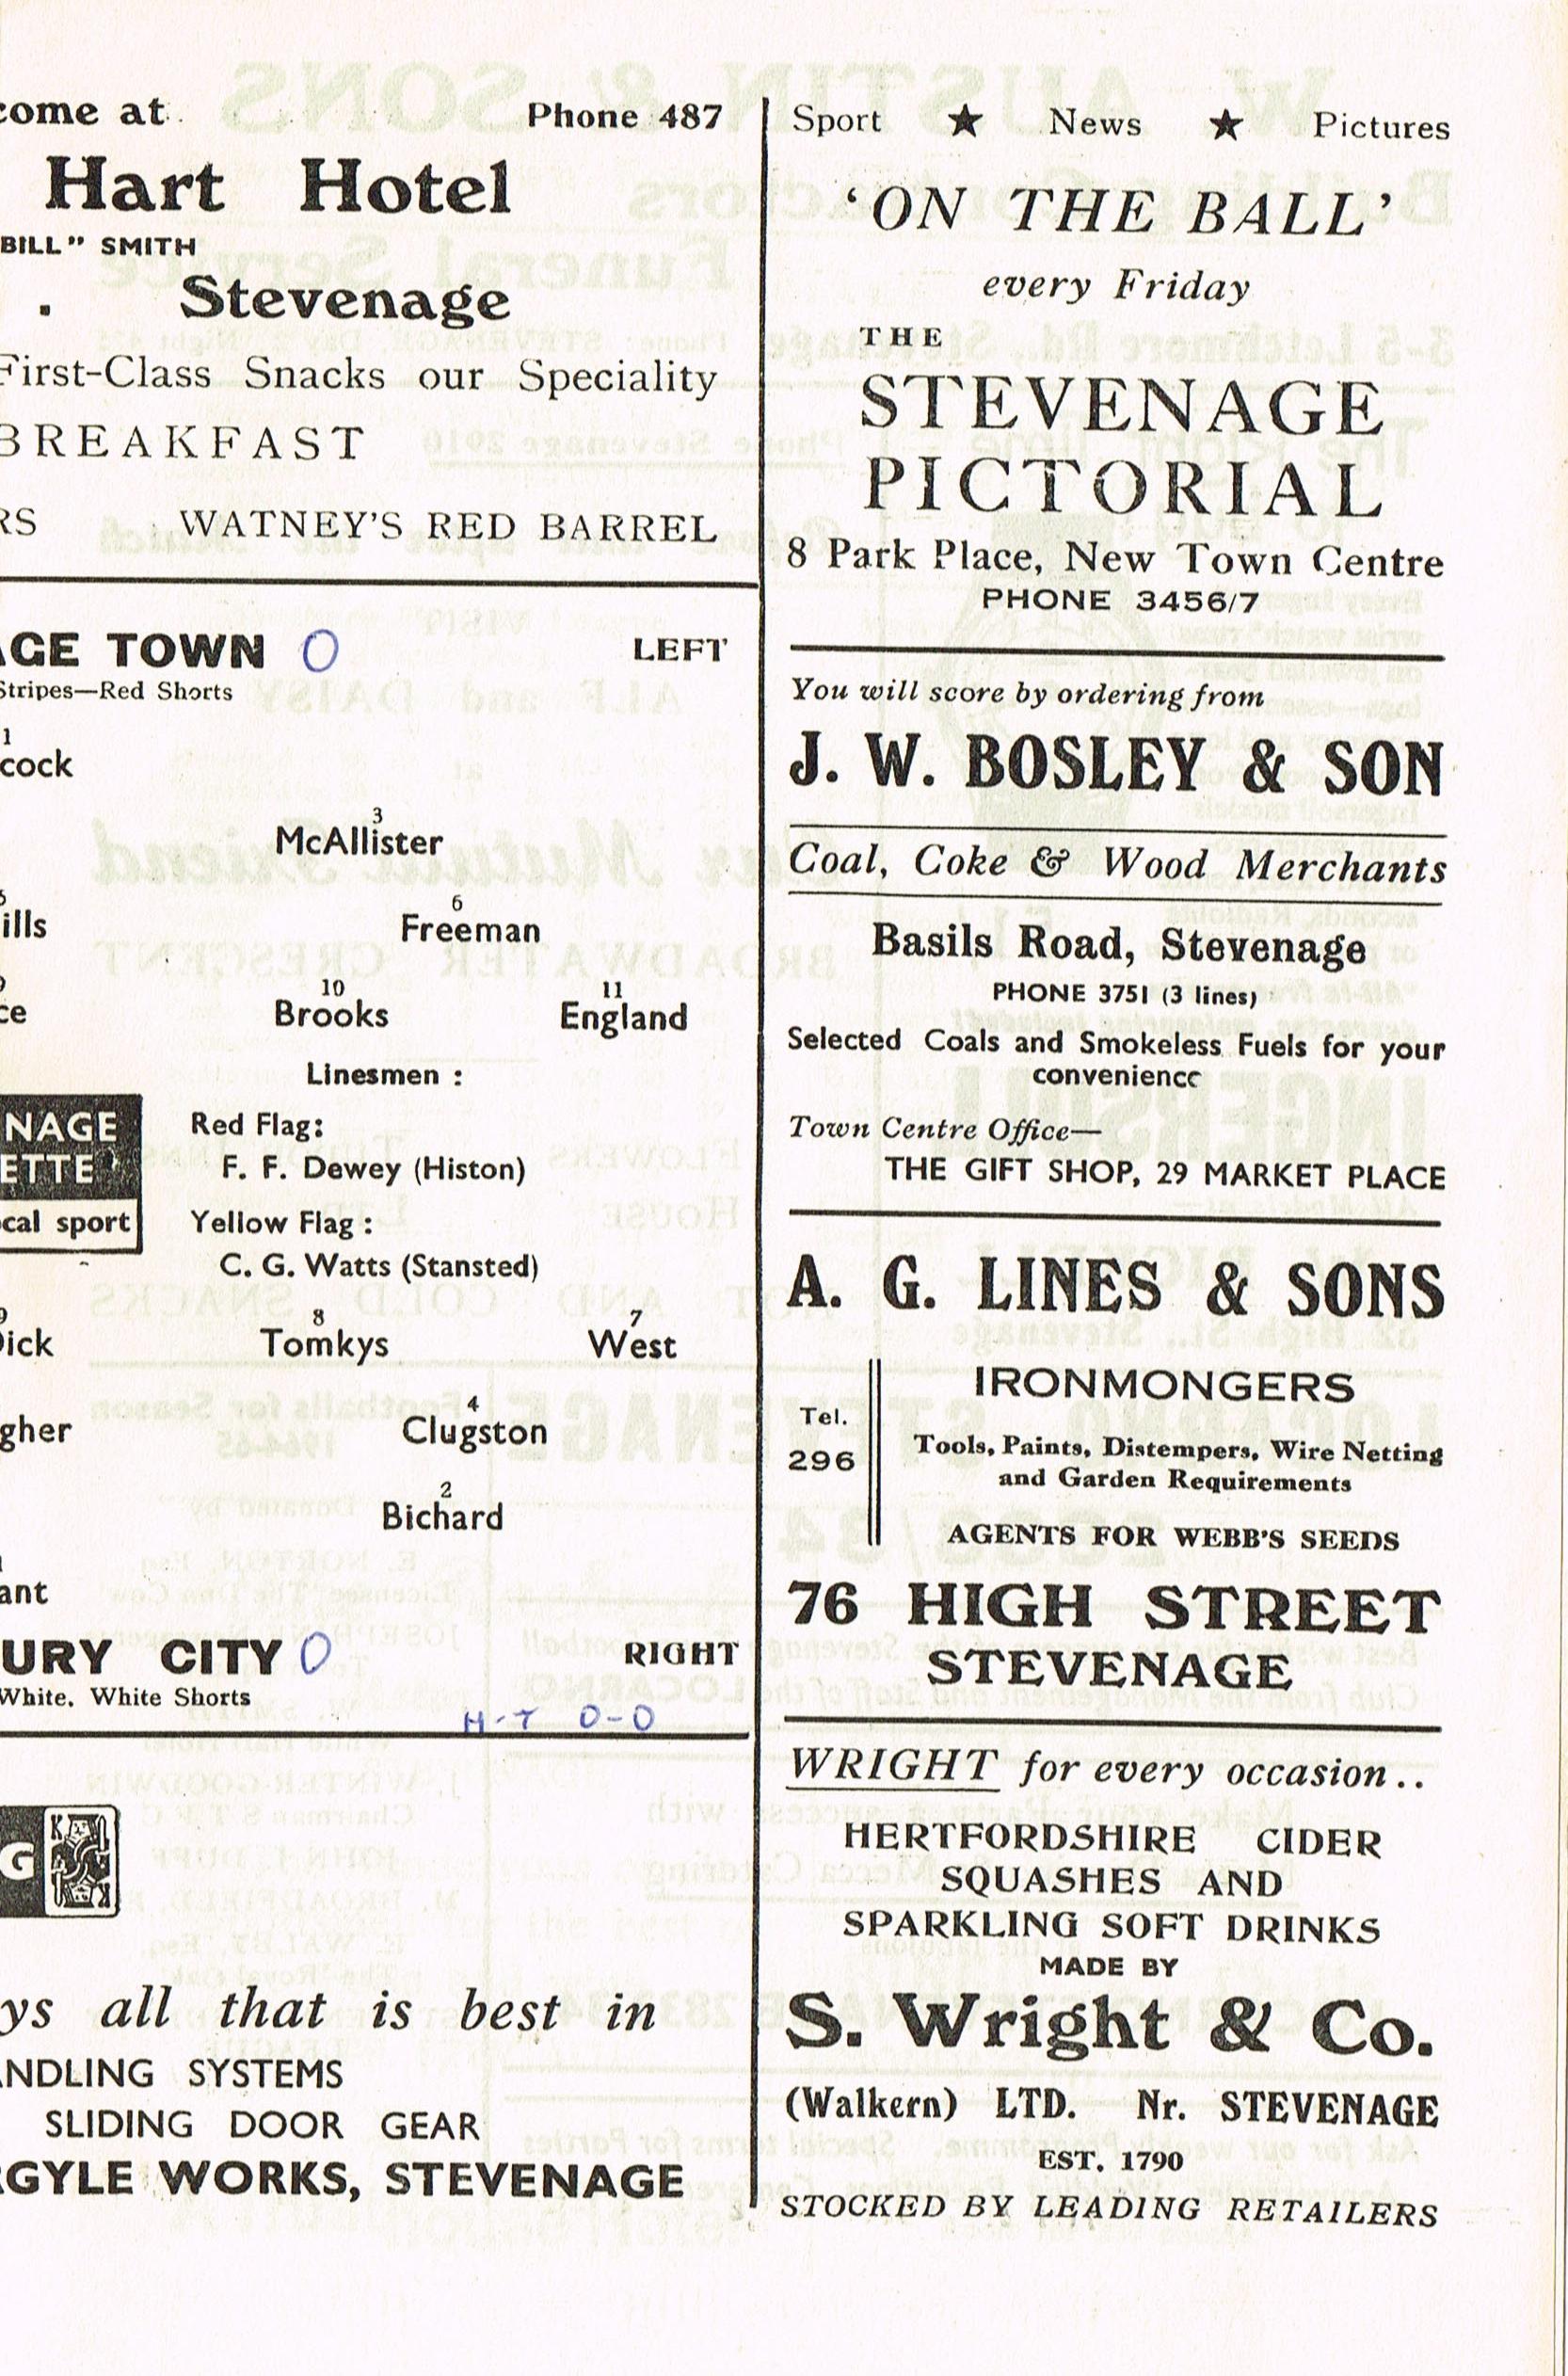 come at Phone 487
Hart Hotel
BILL" SMITH
. Stevenage
First-Class Snacks our Speciality
BREAKFAST
RS WATNEY'S RED BARREL
AGE TOWN 0 LEFT
Stripes—Red Shorts
1
cock
3
McAllister
6
ills Freeman
10 11
ce Brooks England
Linesmen :
NAGE
ETTE
cal sport
Red Flag:
F. F. Dewey (Histon)
Yellow Flag :
C. G. Watts (Stansted)
9 8 7
Dick Tomkys West
4
gher Clugston
2
Bichard
ant
URY CITY 0 RIGHT
White. White Shorts
H-T 0-0
G K
ys all that is best in
ANDLING SYSTEMS
SLIDING DOOR GEAR
RGYLE WORKS, STEVENAGE
Sport ★ News ★ Pictures
'ON THE BALL'
every Friday
THE
STEVENAGE
PICTORIAL
8 Park Place, New Town Centre
PHONE 3456/7
You will score by ordering from
J. W. BOSLEY & SON
Coal, Coke & Wood Merchants
Basils Road, Stevenage
PHONE 3751 (3 lines)
Selected Coals and Smokeless Fuels for your
convenience
Town Centre Office—
THE GIFT SHOP, 29 MARKET PLACE
A. G. LINES & SONS
Tel.
296
IRONMONGERS
Tools, Paints, Distempers, Wire Netting
and Garden Requirements
AGENTS FOR WEBB'S SEEDS
76 HIGH STREET
STEVENAGE
WRIGHT for every occasion..
HERTFORDSHIRE CIDER
SQUASHES AND
SPARKLING SOFT DRINKS
MADE BY
S. Wright & Co.
(Walkern) LTD. Nr. STEVENAGE
EST. 1790
STOCKED BY LEADING RETAILERS